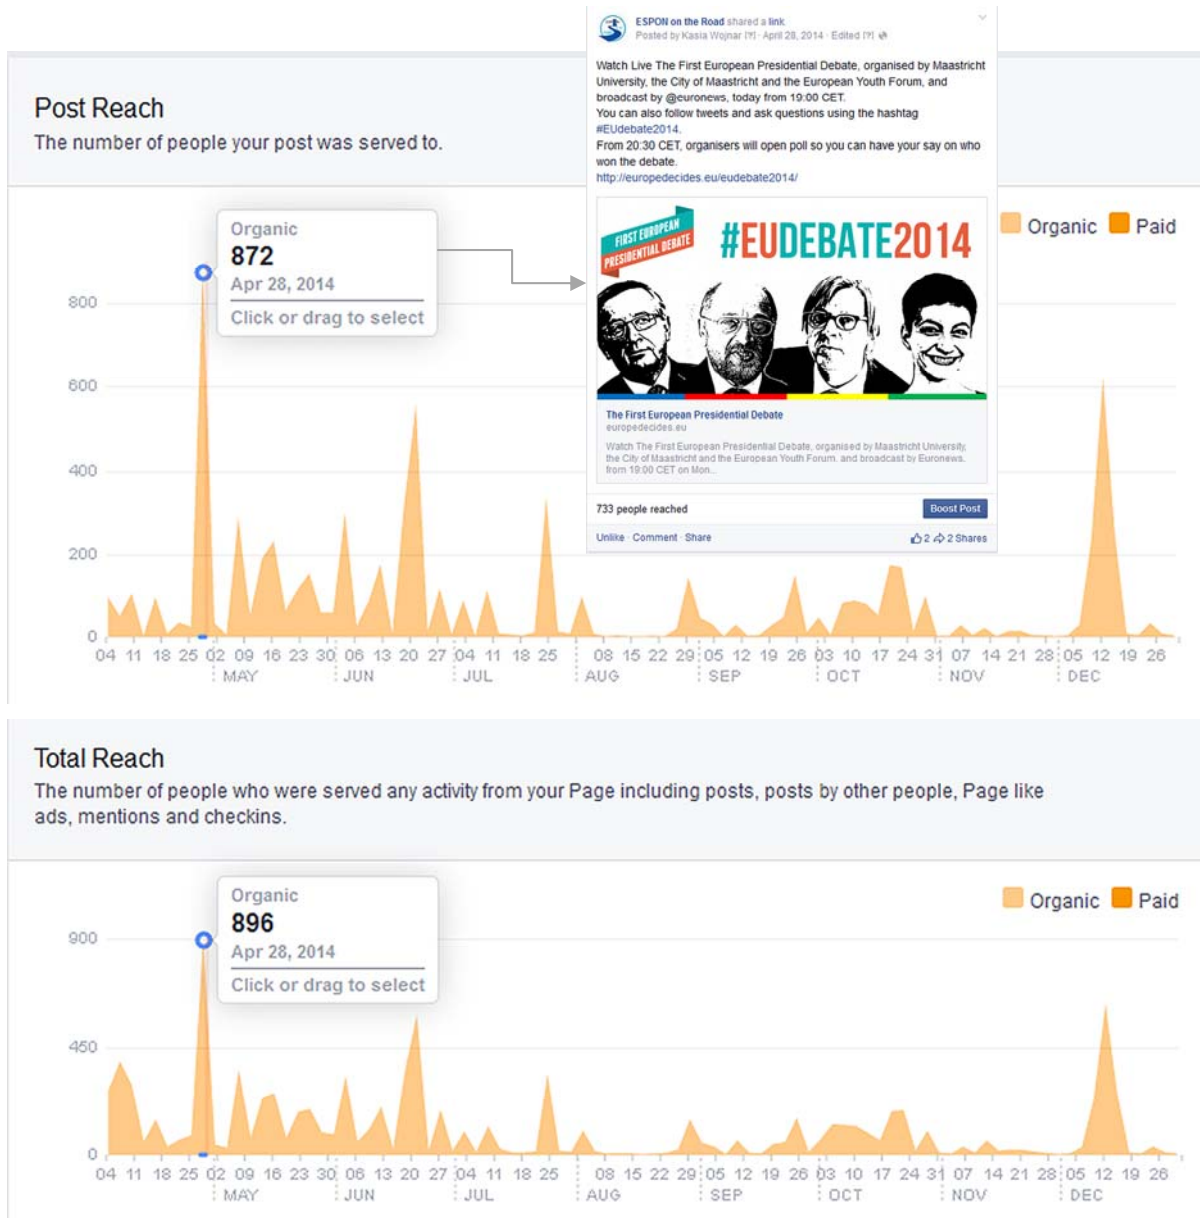 ESPON on the Road shared a link
Posted by Kasia Wojnar [?] · April 28, 2014 · Edited [?]
Watch Live The First European Presidential Debate, organised by Maastricht
University, the City of Maastricht and the European Youth Forum, and
broadcast by @euronews, today from 19:00 CET.
You can also follow tweets and ask questions using the hashtag
#EUdebate2014.
From 20:30 CET, organisers will open poll so you can have your say on who
won the debate.
http://europedecides.eu/eudebate2014/
FIRST EUROPEAN
PRESIDENTIAL DEBATE
#EUDEBATE2014
The First European Presidential Debate
europedecides.eu
Watch The First European Presidential Debate, organised by Maastricht University,
the City of Maastricht and the European Youth Forum, and broadcast by Euronews.
from 19:00 CET on Mon...
733 people reached
Boost Post
Unlike · Comment · Share
2 2 Shares
Post Reach
The number of people your post was served to.
Organic
872
Apr 28, 2014
Click or drag to select
Organic Paid
800
600
400
200
0
04 11 18 25 02 09 16 23 30 06 13 20 27 04 11 18 25 08 15 22 29 05 12 19 26 03 10 17 24 31 07 14 21 28 05 12 19 26
MAY JUN JUL AUG SEP OCT NOV DEC
Total Reach
The number of people who were served any activity from your Page including posts, posts by other people, Page like
ads, mentions and checkins.
Organic
896
Apr 28, 2014
Click or drag to select
Organic Paid
900
450
0
04 11 18 25 02 09 16 23 30 06 13 20 27 04 11 18 25 08 15 22 29 05 12 19 26 03 10 17 24 31 07 14 21 28 05 12 19 26
MAY JUN JUL AUG SEP OCT NOV DEC